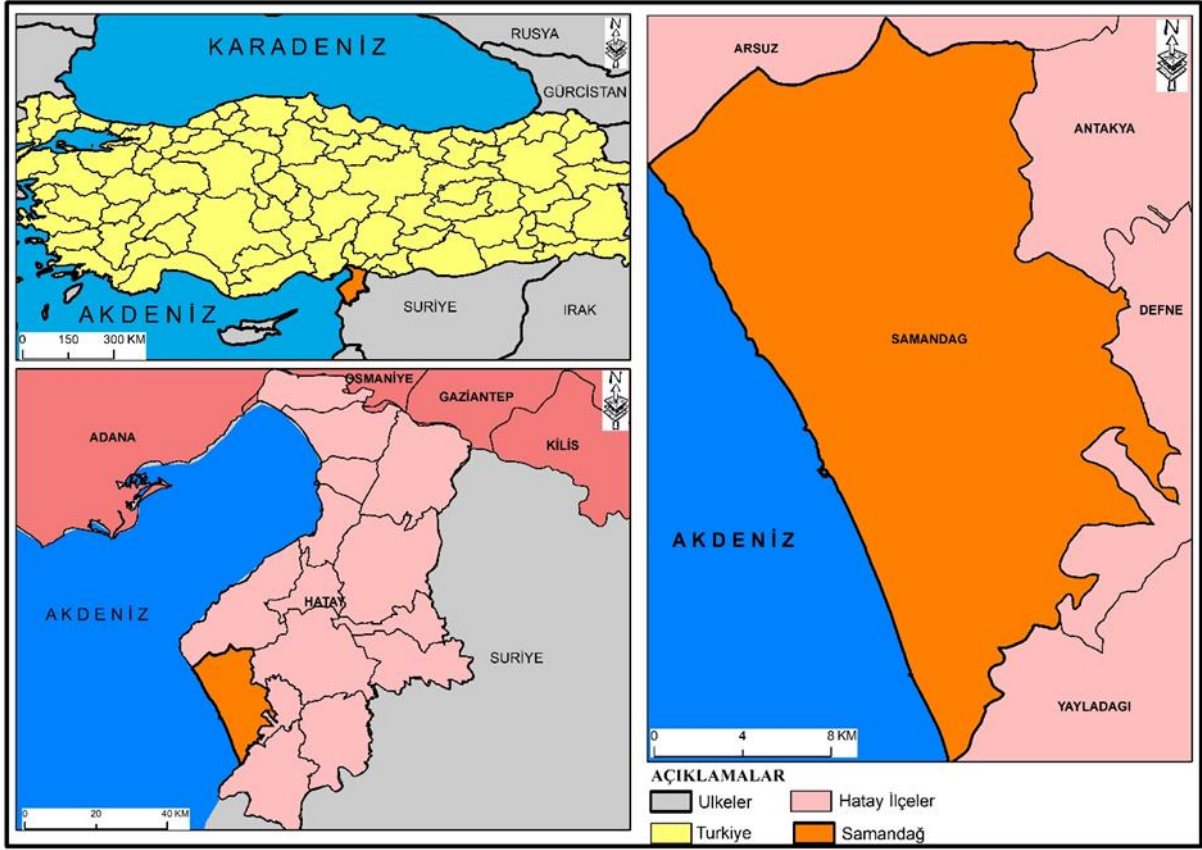 KARADENİZ
RUSYA
N
GÜRCİSTAN
AKDENİZ
SURİYE
IRAK
0 150 300 KM
OSMANİYE
N
GAZİANTEP
ADANA
KİLİS
AKDENİZ
HATAY
SURİYE
0 20 40 KM
ARSUZ
N
ANTAKYA
DEFNE
SAMANDAG
AKDENİZ
YAYLADAGI
0 4 8 KM
AÇIKLAMALAR
Ulkeler
Hatay İlçeler
Turkiye
Samandağ